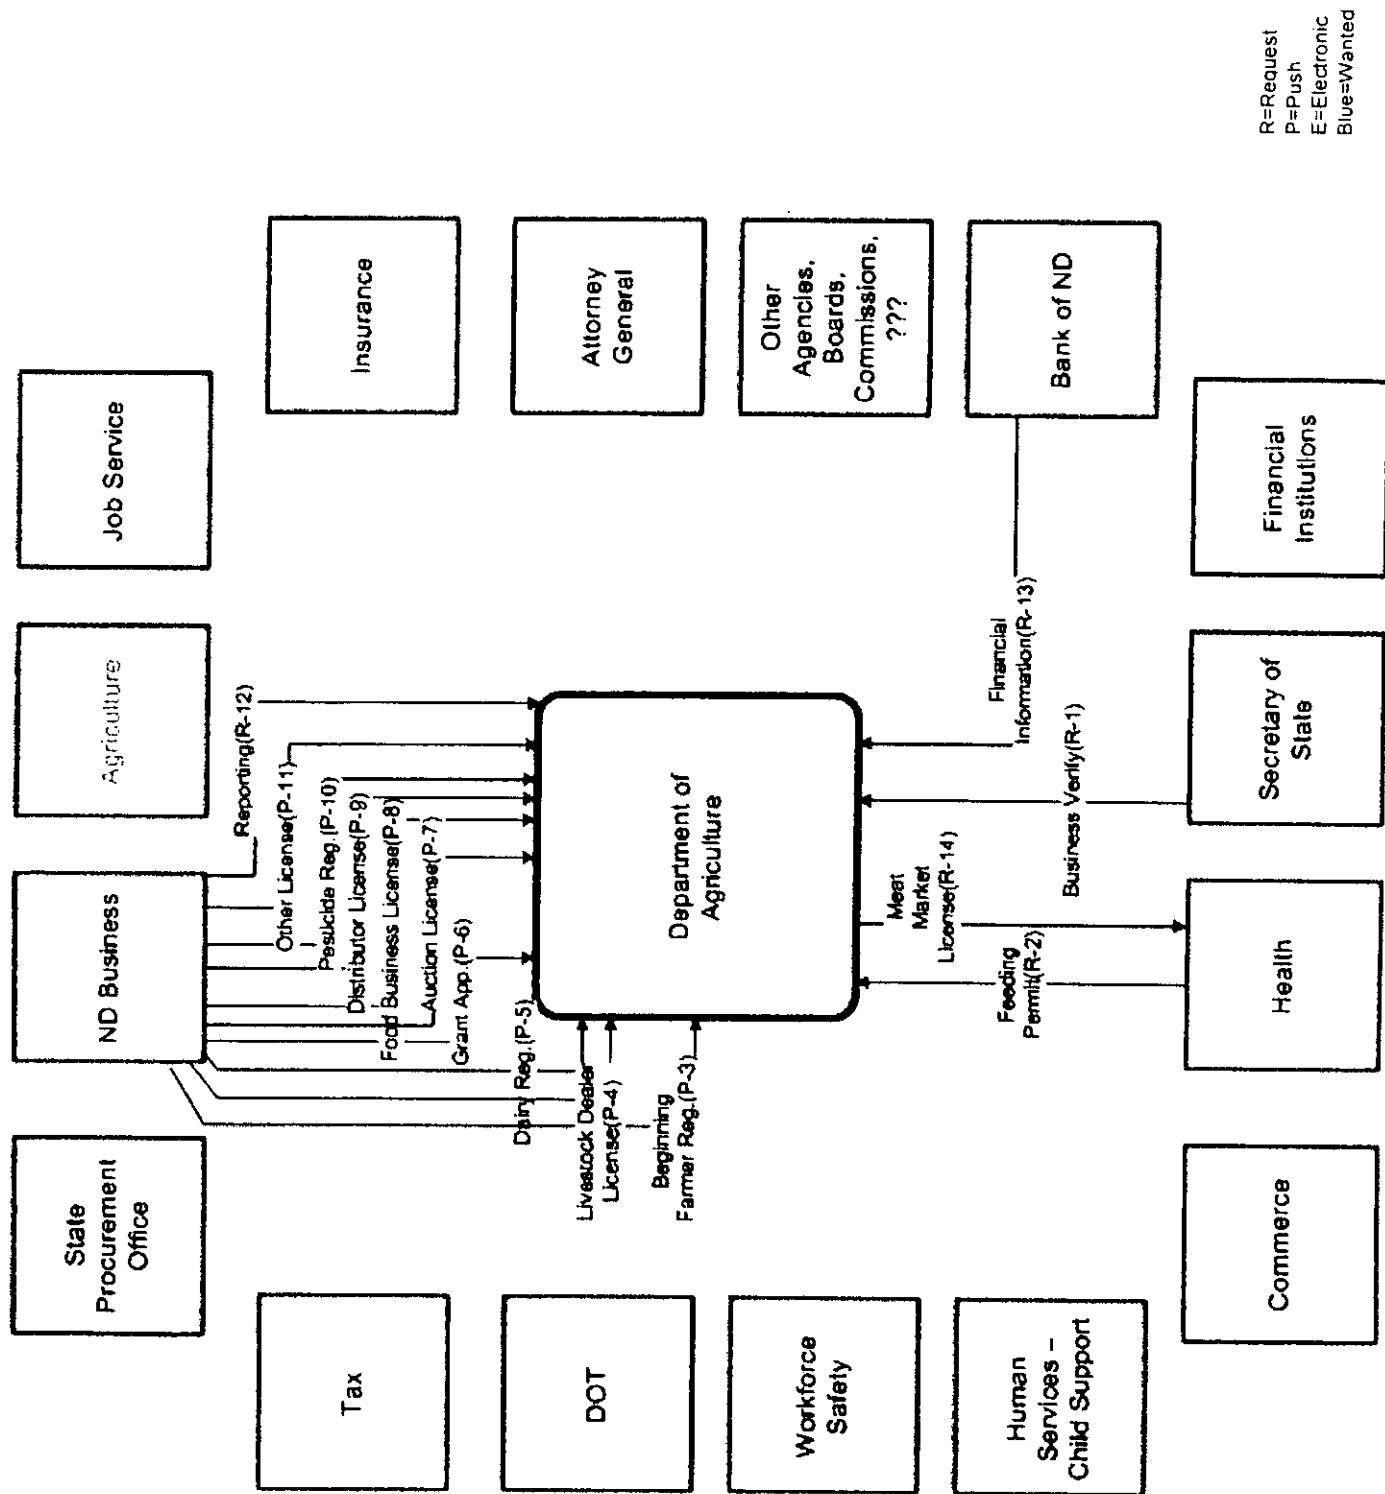 State
Procurement
Office
ND Business
Agriculture
Job Service
Tax
DOT
Workforce
Safety
Human
Services –
Child Support
Insurance
Attorney
General
Other
Agencies,
Boards,
Commissions,
???
Bank of ND
Commerce
Health
Secretary of
State
Financial
Institutions
Department of
Agriculture
Reporting(R-12)
Other License(P-11)
Pesticide Reg.(P-10)
Distributor License(P-9)
Food Business License(P-8)
Auction License(P-7)
Grant App.(P-6)
Dairy Reg.(P-5)
Livestock Dealer
License(P-4)
Beginning
Farmer Reg.(P-3)
Feeding
Permit(R-2)
Meat
Market
License(R-14)
Business Verify(R-1)
Financial
Information(R-13)
R=Request
P=Push
E=Electronic
Blue=Wanted